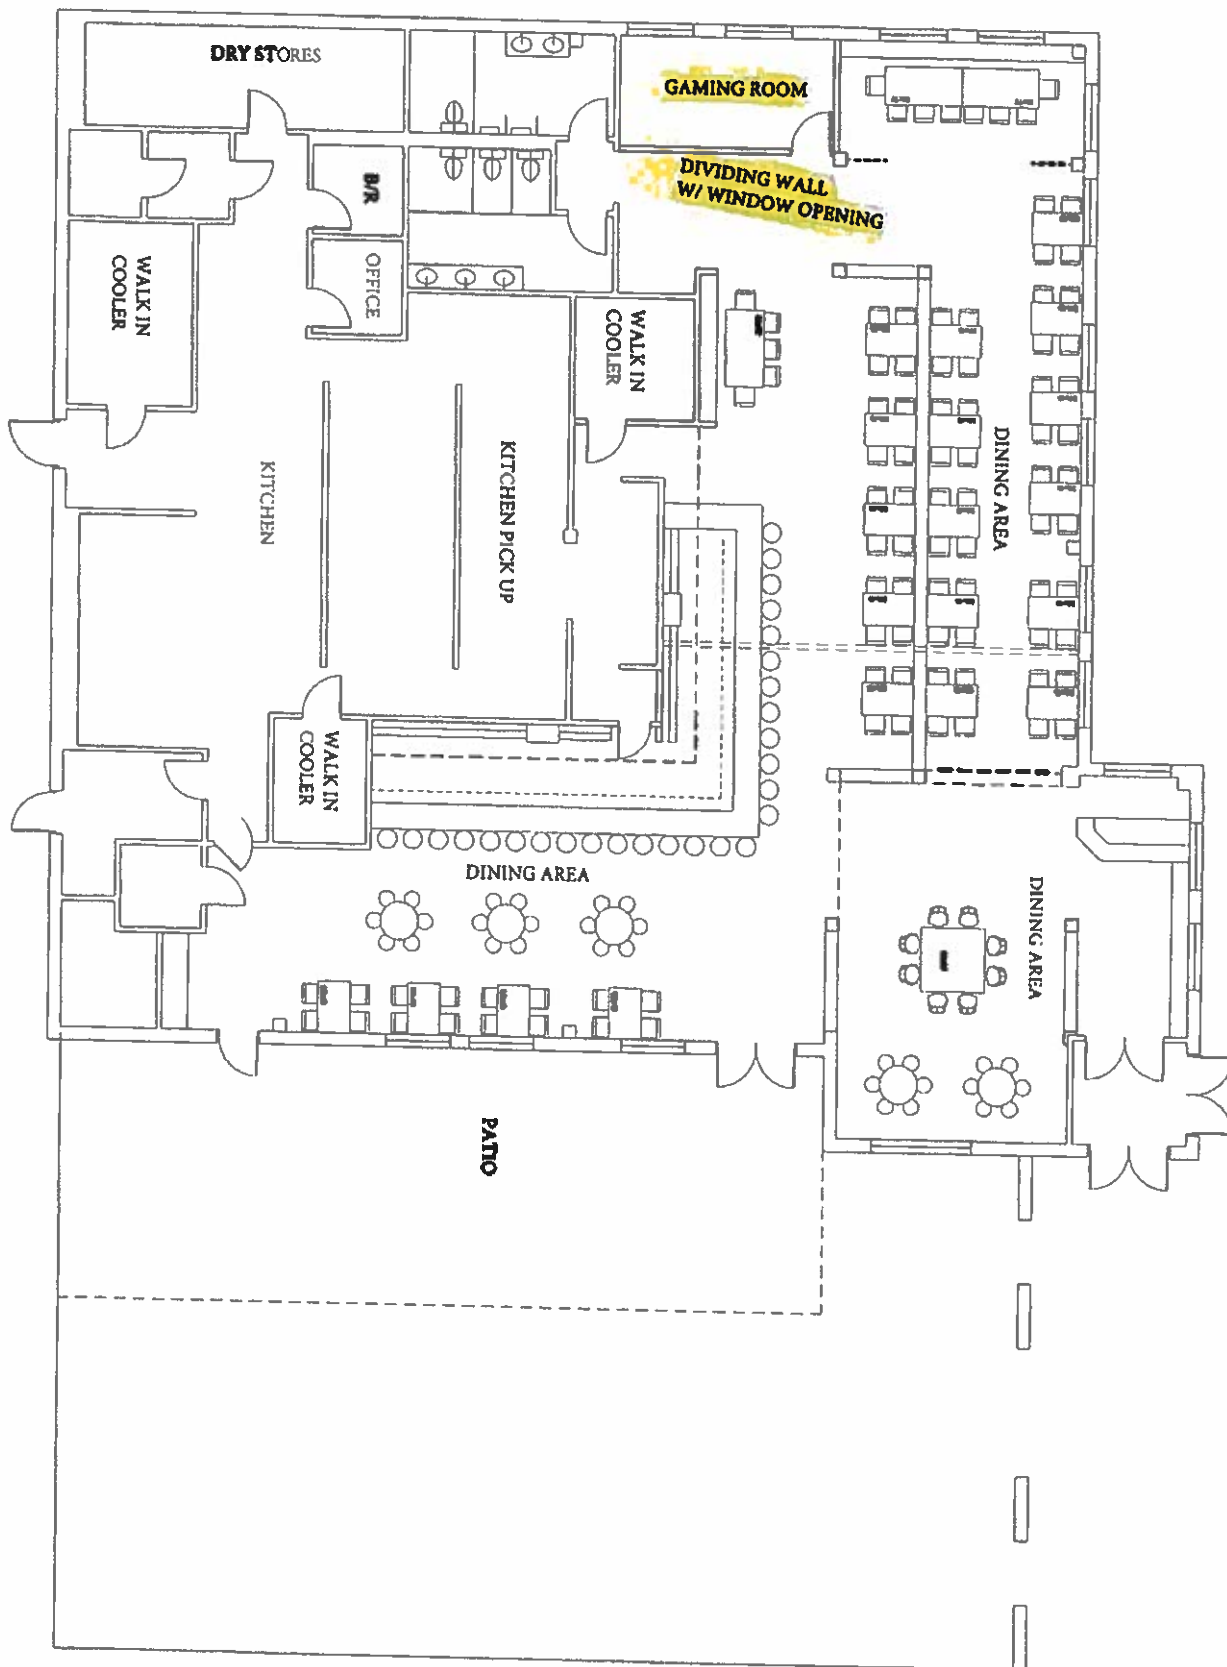 DRY STORES
GAMING ROOM
DIVIDING WALL
W/ WINDOW OPENING
B/R
OFFICE
WALK IN
COOLER
WALK IN
COOLER
KITCHEN
KITCHEN PICK UP
DINING AREA
WALK IN
COOLER
DINING AREA
DINING AREA
PATIO